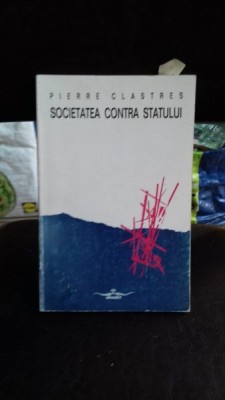 PIERRE CLASTRES
SOCIETATEA CONTRA STATULUI